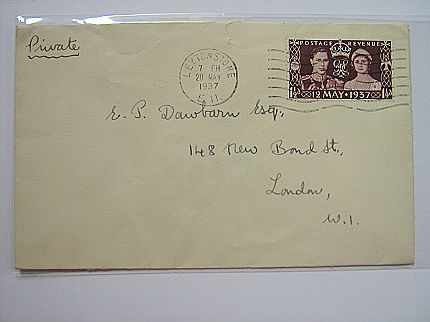 Private
LEYTONSTONE
7 PM
20 MAY
1937
E.11.
POSTAGE REVENUE
12 MAY 1937
E. P. Dawbarn Esq.,
148 New Bond St.,
London,
W.1.